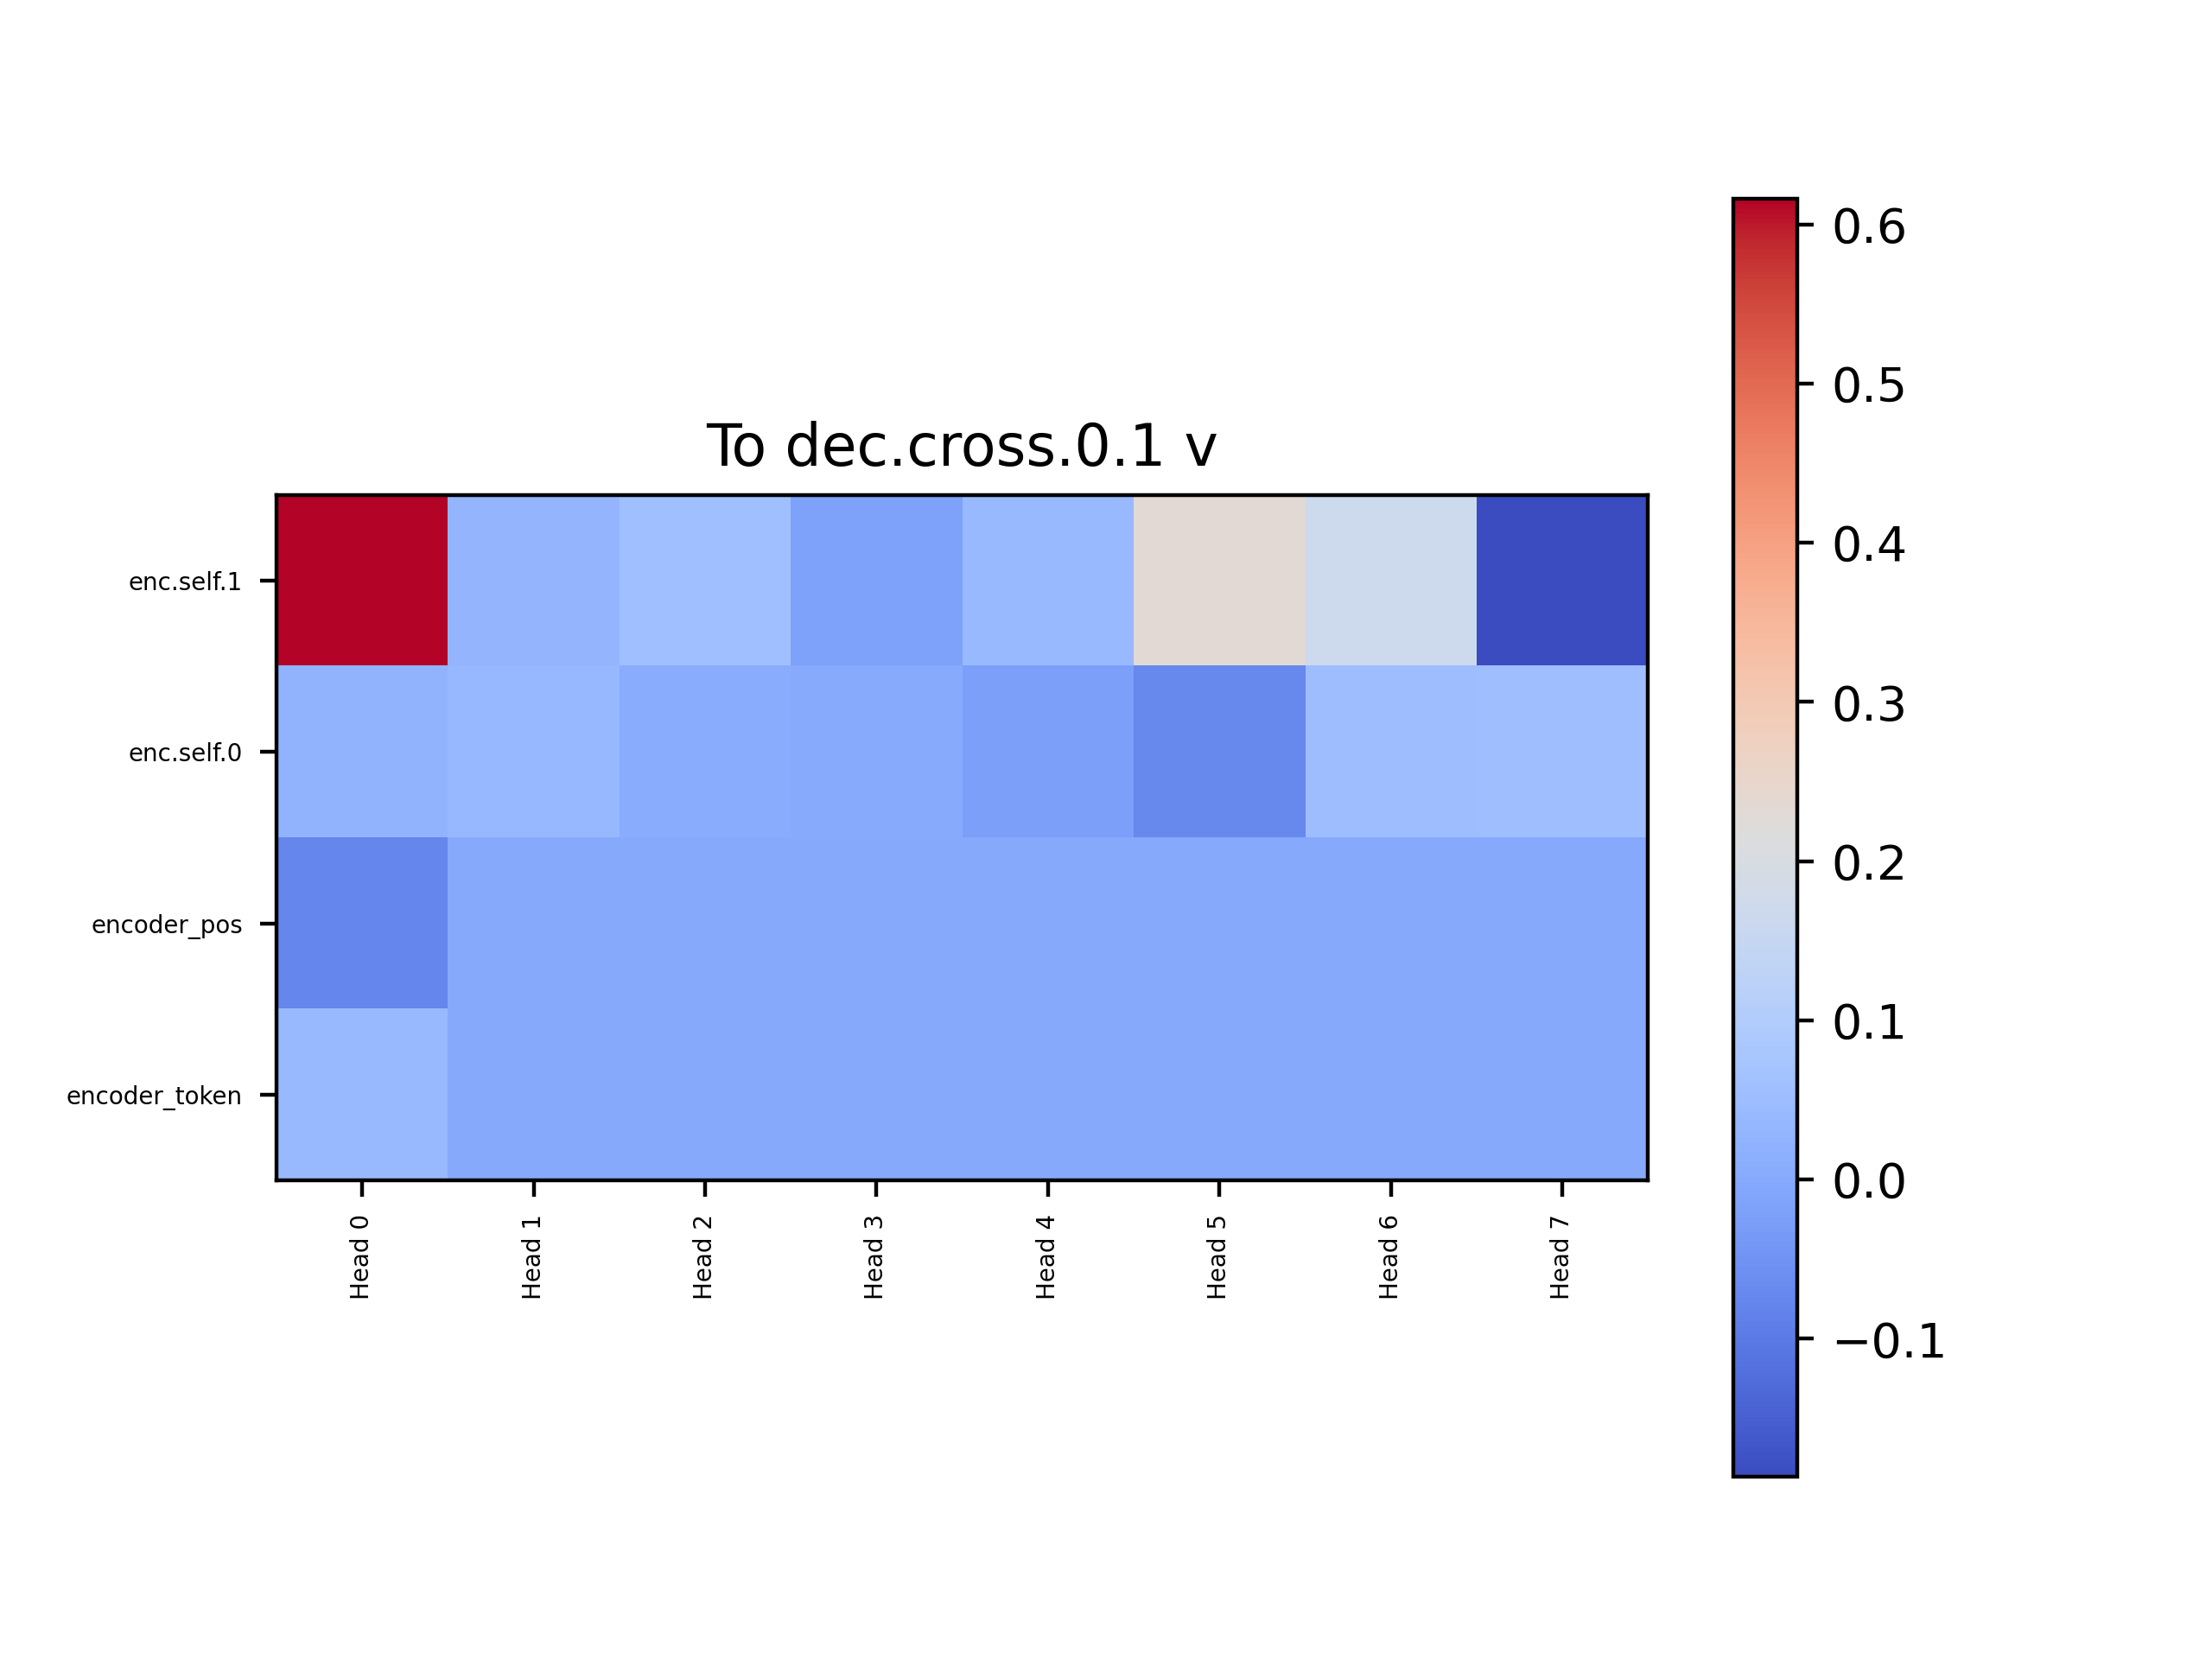 To dec.cross.0.1 v
enc.self.1
enc.self.0
encoder_pos
encoder_token
Head 0
Head 1
Head 2
Head 3
Head 4
Head 5
Head 6
Head 7
0.6
0.5
0.4
0.3
0.2
0.1
0.0
−0.1